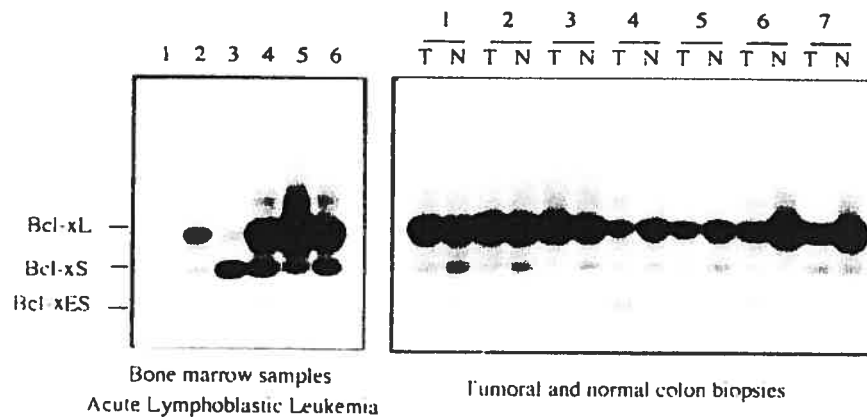 1 2 3 4 5 6 7
T N T N T N T N T N T N T N
1 2 3 4 5 6
Bcl-xL
Bcl-xS
Bcl-xES
Bone marrow samples
Acute Lymphoblastic Leukemia
Tumoral and normal colon biopsies